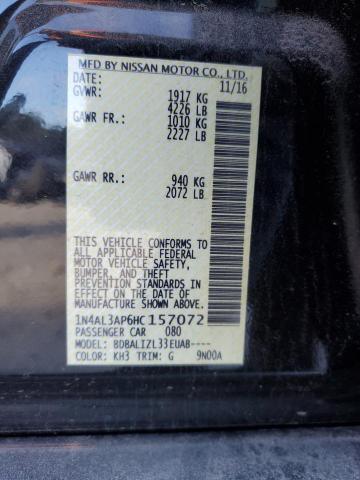 MFD BY NISSAN MOTOR CO., LTD.
DATE: 11/16
GVWR: 1917 KG
4226 LB
GAWR FR.: 1010 KG
2227 LB
GAWR RR.: 940 KG
2072 LB
THIS VEHICLE CONFORMS TO
ALL APPLICABLE FEDERAL
MOTOR VEHICLE SAFETY,
BUMPER, AND THEFT
PREVENTION STANDARDS
IN EFFECT ON THE DATE OF
MANUFACTURE SHOWN ABOVE.
1N4AL3AP6HC157072
PASSENGER CAR 080
MODEL: BDBALIZL33EUAB----
COLOR: KH3 TRIM: G 9N00A